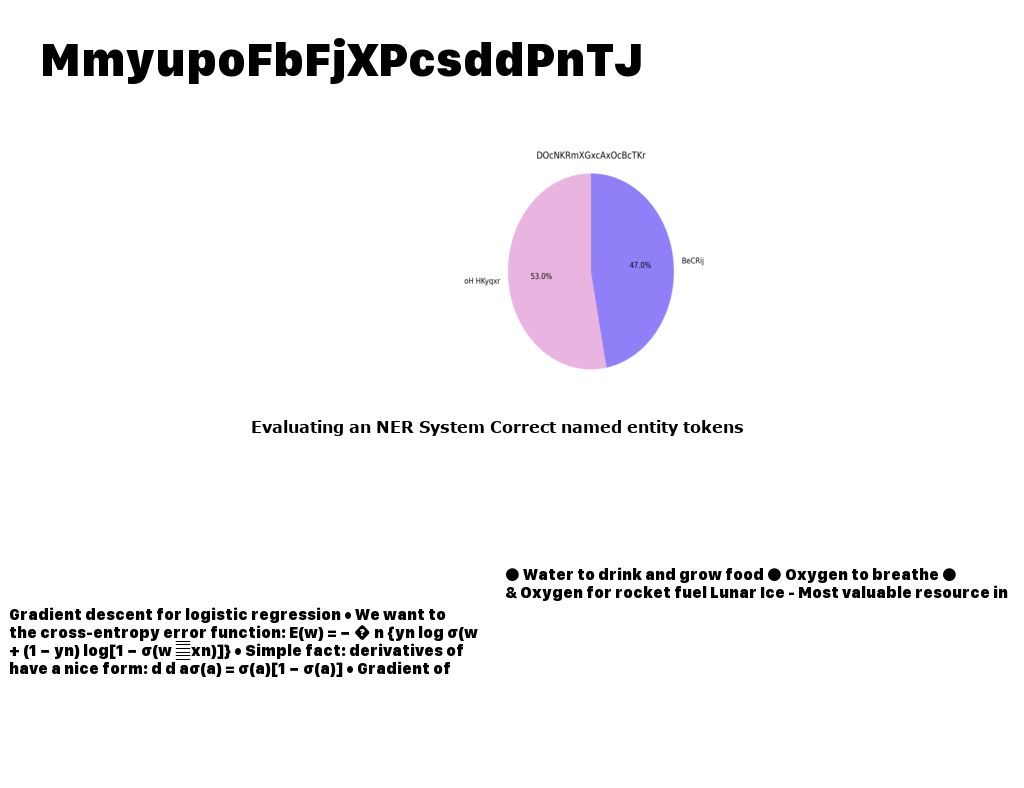 MmyupoFbFjXPcsddPnTJ
DOcNKRmXGxcAxOcBcTKr
BeCRij
47.0%
53.0%
oH HKyqxr
Evaluating an NER System Correct named entity tokens
● Water to drink and grow food ● Oxygen to breathe ●
& Oxygen for rocket fuel Lunar Ice - Most valuable resource in
Gradient descent for logistic regression • We want to
the cross-entropy error function: E(w) = − � n {yn log σ(w
+ (1 − yn) log[1 − σ(w xn)]} • Simple fact: derivatives of
have a nice form: d d aσ(a) = σ(a)[1 − σ(a)] • Gradient of